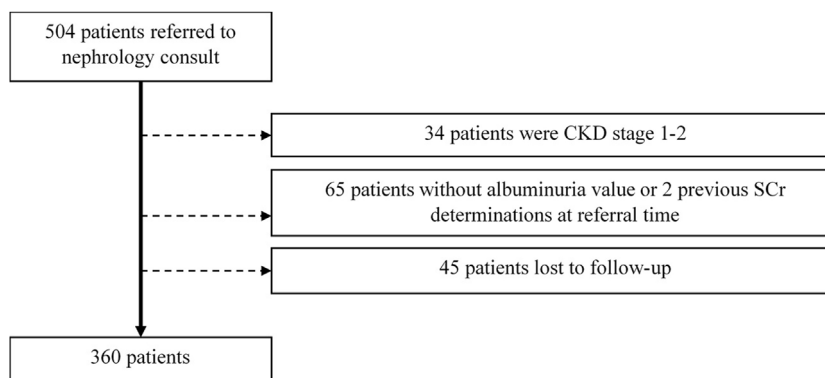 504 patients referred to
nephrology consult
34 patients were CKD stage 1-2
65 patients without albuminuria value or 2 previous SCr
determinations at referral time
45 patients lost to follow-up
360 patients